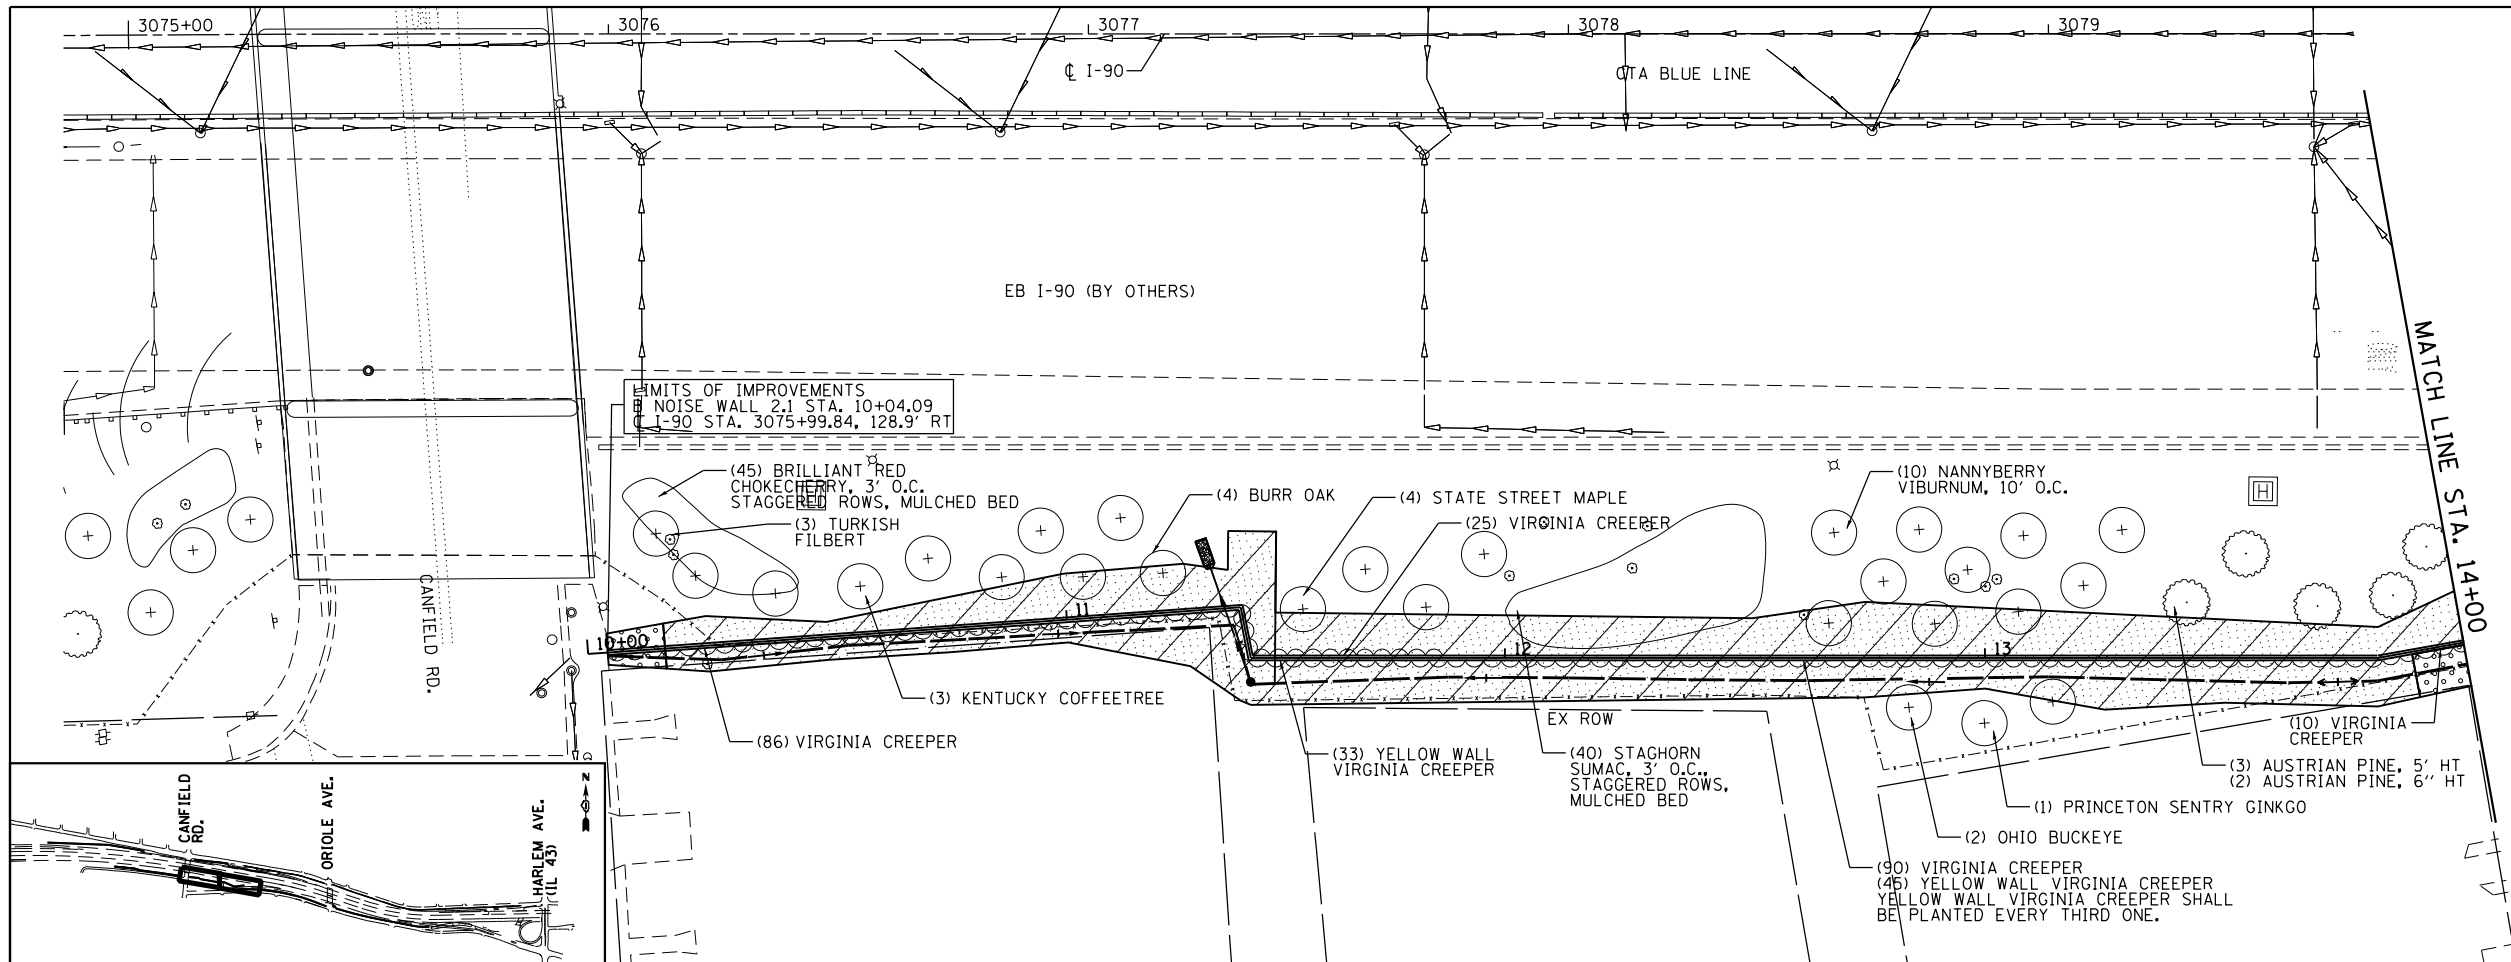 3075+00
3076
3077
3078
3079
℄ I-90
CTA BLUE LINE
EB I-90 (BY OTHERS)
LIMITS OF IMPROVEMENTS
NOISE WALL 2.1 STA. 10+04.09
I-90 STA. 3075+99.84, 128.9' RT
MATCH LINE STA. 14+00
(45) BRILLIANT RED
CHOKECHERRY, 3' O.C.
STAGGERED ROWS, MULCHED BED
(3) TURKISH
FILBERT
(4) BURR OAK
(4) STATE STREET MAPLE
(25) VIRGINIA CREEPER
(10) NANNYBERRY
VIBURNUM, 10' O.C.
H
H
CANFIELD RD.
10+00
11
12
13
(3) KENTUCKY COFFEETREE
(86) VIRGINIA CREEPER
EX ROW
(33) YELLOW WALL
VIRGINIA CREEPER
(40) STAGHORN
SUMAC, 3' O.C.,
STAGGERED ROWS,
MULCHED BED
(10) VIRGINIA
CREEPER
(3) AUSTRIAN PINE, 5' HT
(2) AUSTRIAN PINE, 6'' HT
(1) PRINCETON SENTRY GINKGO
(2) OHIO BUCKEYE
(90) VIRGINIA CREEPER
(45) YELLOW WALL VIRGINIA CREEPER
YELLOW WALL VIRGINIA CREEPER SHALL
BE PLANTED EVERY THIRD ONE.
CANFIELD
RD.
ORIOLE AVE.
HARLEM AVE.
(IL 43)
N